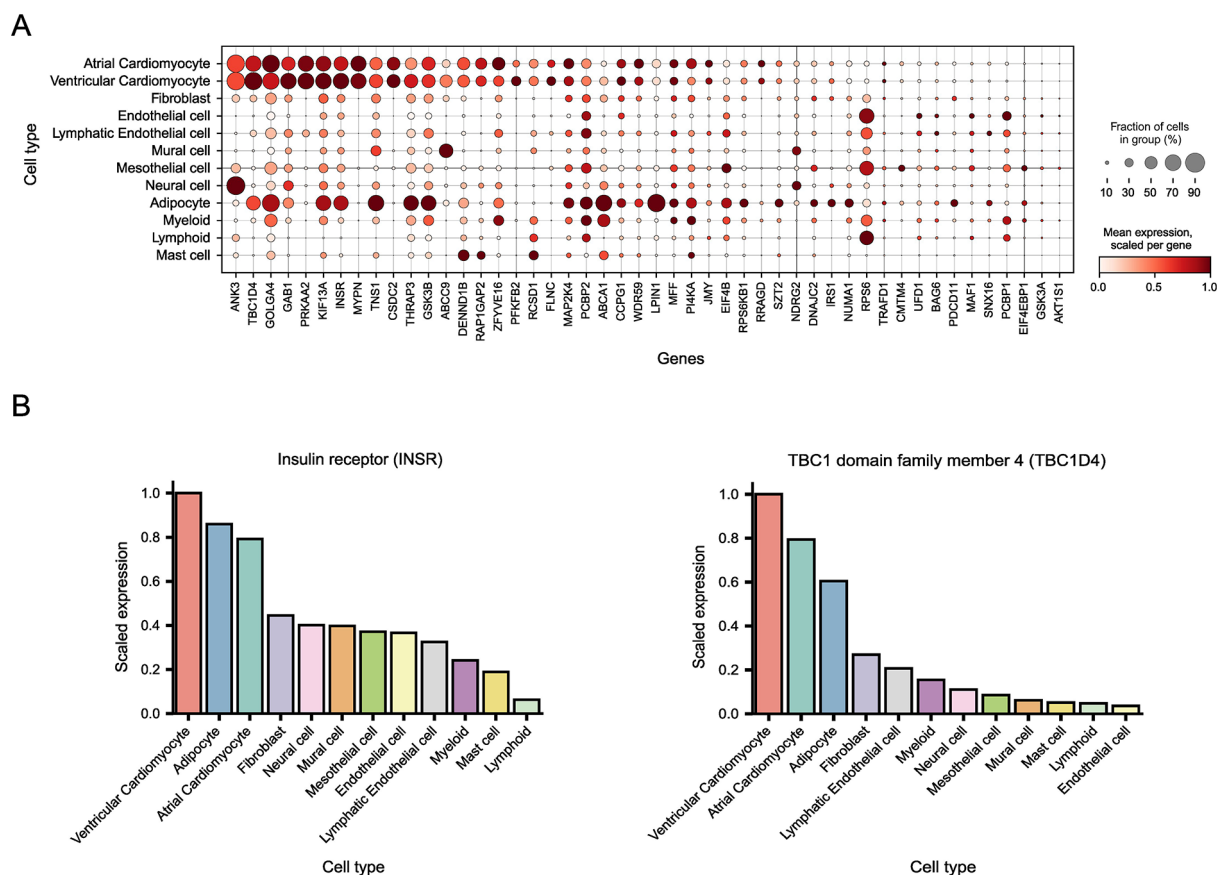 A
Atrial Cardiomyocyte
Ventricular Cardiomyocyte
Fibroblast
Endothelial cell
Lymphatic Endothelial cell
Mural cell
Mesothelial cell
Neural cell
Adipocyte
Myeloid
Lymphoid
Mast cell
Cell type
ANK3 TBC1D4 GOLGA4 GAB1 PRKAA2 KIF13A INSR MYPN TNS1 CSDC2 THRAP3 GSK3B ABCC9 DENND1B RAP1GAP2 ZFYVE16 PFKFB2 RCSD1 FLNC MAP2K4 PCBP2 ABCA1 CCPG1 WDR59 LPIN1 MFF PI4KA JMY EIF4B RPS6KB1 RRAGD SZT2 NDRG2 DNAJC2 IRS1 NUMA1 RPS6 TRAFD1 CMTM4 UFD1 BAG6 PDCD11 MAF1 SNX16 PCBP1 EIF4EBP1 GSK3A AKT1S1
Genes
Fraction of cells
in group (%)
10 30 50 70 90
Mean expression,
scaled per gene
0.0 0.5 1.0
B
Insulin receptor (INSR)
1.0
0.8
0.6
0.4
0.2
0.0
Scaled expression
Ventricular Cardiomyocyte
Adipocyte
Atrial Cardiomyocyte
Fibroblast
Neural cell
Mural cell
Mesothelial cell
Endothelial cell
Lymphatic Endothelial cell
Myeloid
Mast cell
Lymphoid
Cell type
TBC1 domain family member 4 (TBC1D4)
1.0
0.8
0.6
0.4
0.2
0.0
Scaled expression
Ventricular Cardiomyocyte
Atrial Cardiomyocyte
Adipocyte
Fibroblast
Lymphatic Endothelial cell
Myeloid
Neural cell
Mesothelial cell
Mural cell
Mast cell
Lymphoid
Endothelial cell
Cell type